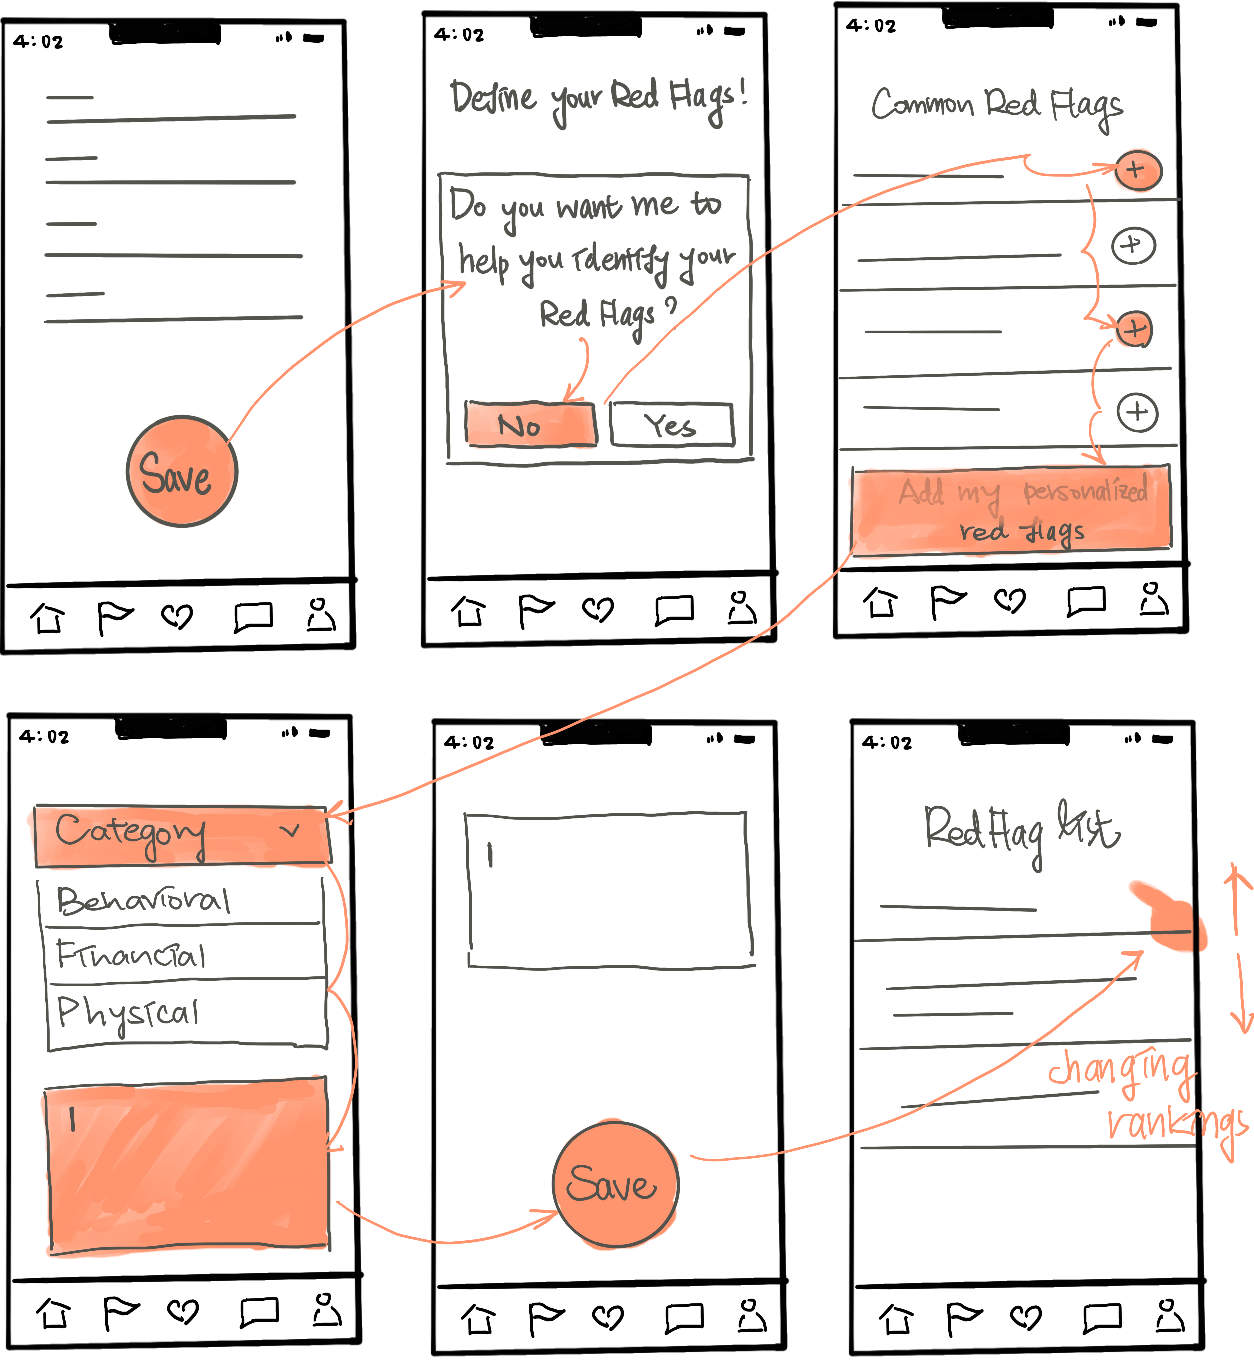 4:02
Save
4:02
Define your Red Flags!
Do you want me to
help you identify your
Red Flags?
No
Yes
4:02
Common Red Flags
+
+
+
+
Add my personalized
red flags
4:02
Category
Behavioral
Financial
Physical
4:02
Save
4:02
Red Flag list
changing
rankings